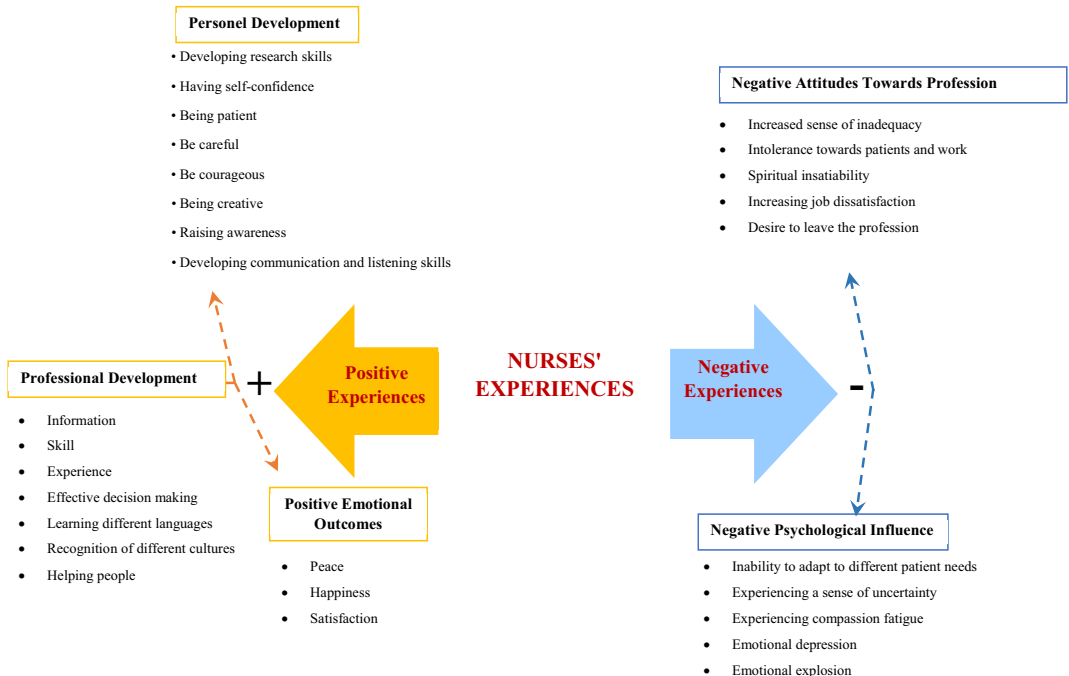 Personel Development
• Developing research skills
• Having self-confidence
• Being patient
• Be careful
• Be courageous
• Being creative
• Raising awareness
• Developing communication and listening skills
Negative Attitudes Towards Profession
• Increased sense of inadequacy
• Intolerance towards patients and work
• Spiritual insatiability
• Increasing job dissatisfaction
• Desire to leave the profession
Professional Development
• Information
• Skill
• Experience
• Effective decision making
• Learning different languages
• Recognition of different cultures
• Helping people
+
Positive
Experiences
NURSES'
EXPERIENCES
Negative
Experiences
-
Positive Emotional
Outcomes
• Peace
• Happiness
• Satisfaction
Negative Psychological Influence
• Inability to adapt to different patient needs
• Experiencing a sense of uncertainty
• Experiencing compassion fatigue
• Emotional depression
• Emotional explosion